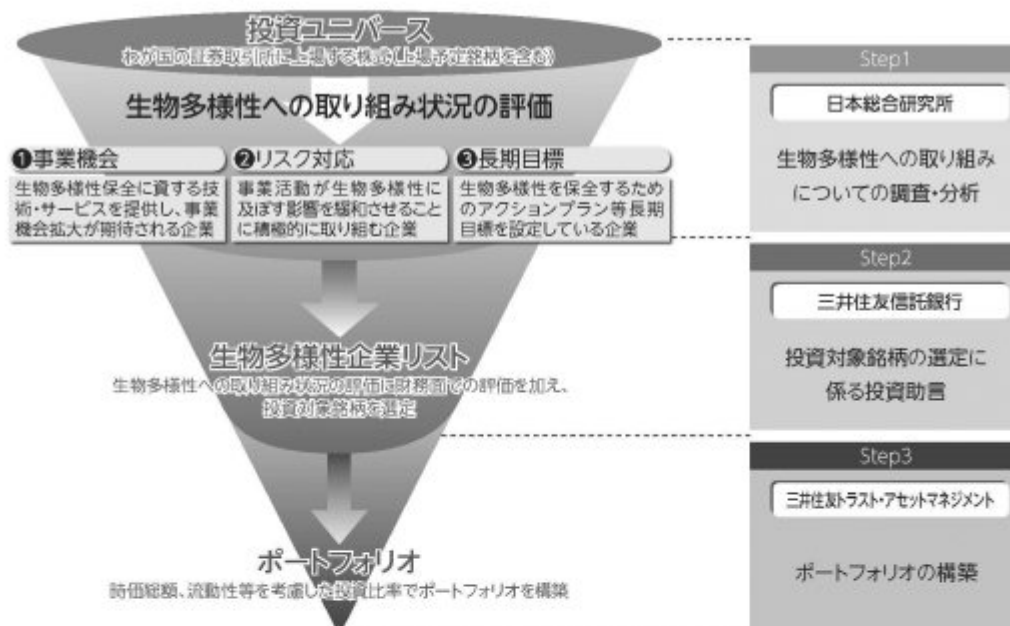 投資ユニバース
わが国の証券取引所に上場する株式(上場予定銘柄を含む)
生物多様性への取り組み状況の評価
❶事業機会
生物多様性保全に資する技
術・サービスを提供し、事業
機会拡大が期待される企業
❷リスク対応
事業活動が生物多様性に
及ぼす影響を緩和させること
に積極的に取り組む企業
❸長期目標
生物多様性を保全するため
のアクションプラン等長期
目標を設定している企業
生物多様性企業リスト
生物多様性への取り組み状況の評価に財務面での評価を加え、
投資対象銘柄を選定
ポートフォリオ
時価総額、流動性等を考慮した投資比率でポートフォリオを構築
Step1
日本総合研究所
生物多様性への取り組み
についての調査・分析
Step2
三井住友信託銀行
投資対象銘柄の選定に
係る投資助言
Step3
三井住友トラスト・アセットマネジメント
ポートフォリオの構築